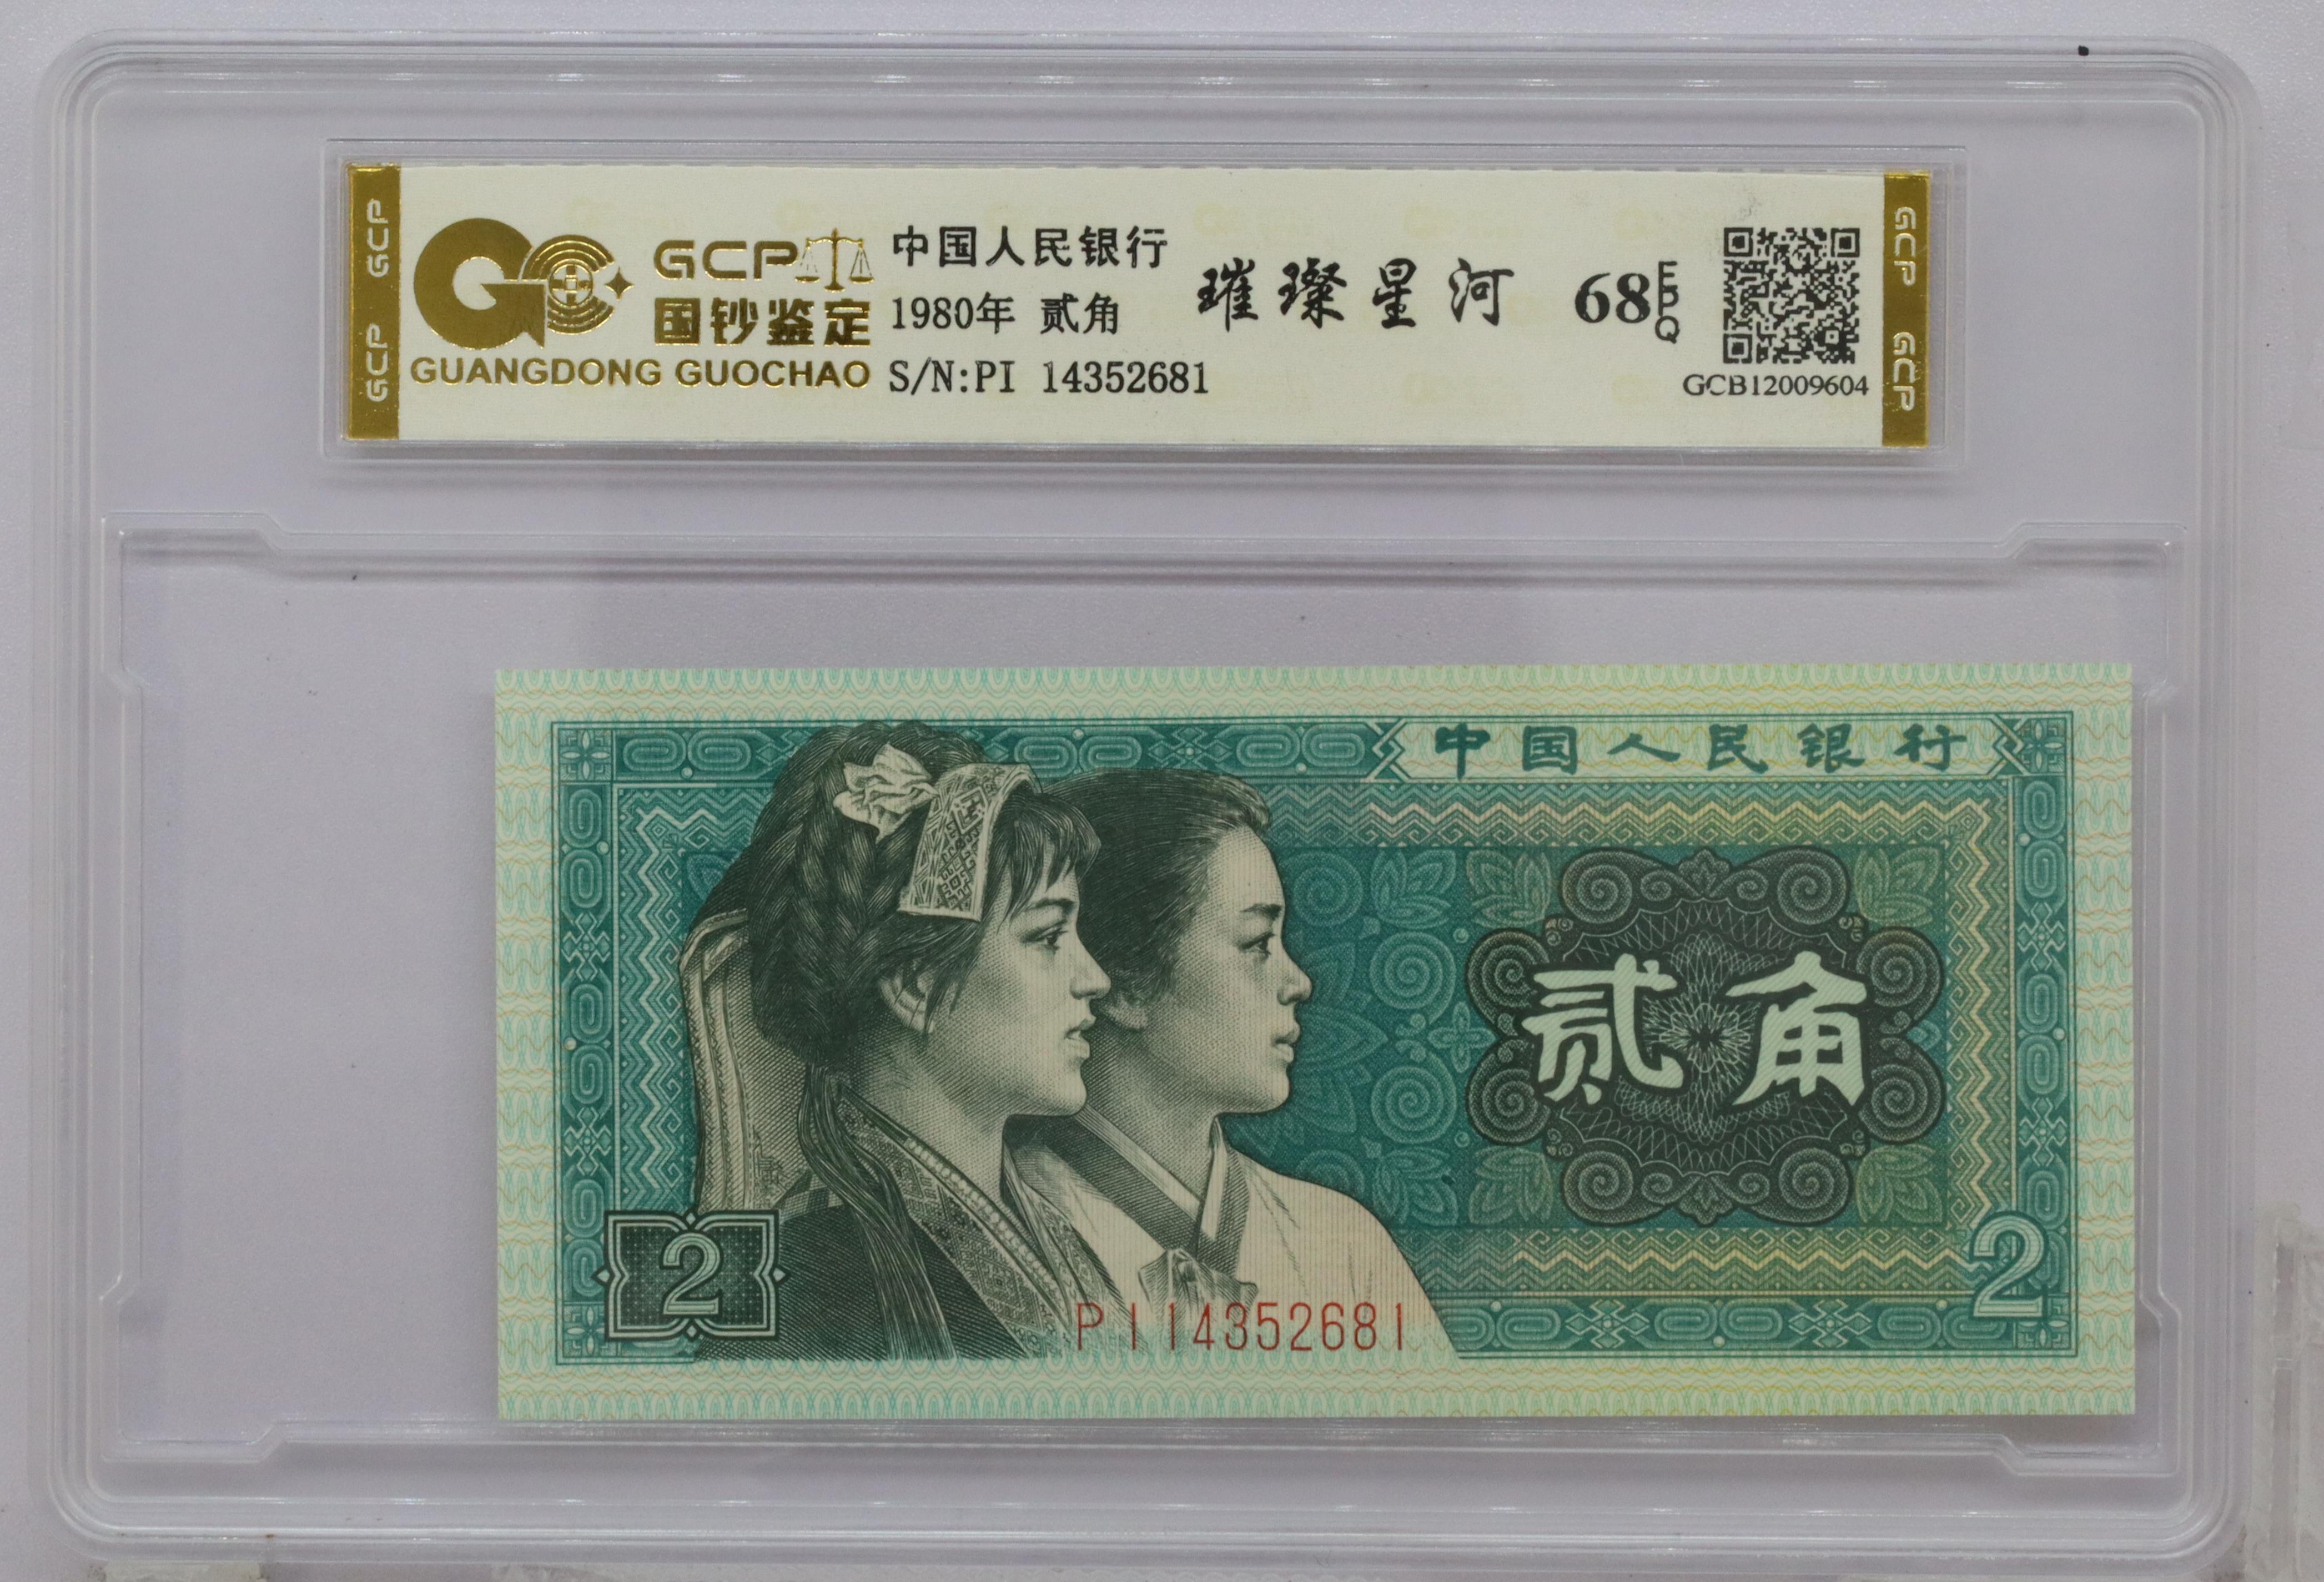 GCP
GCP
GCP
国钞鉴定
GUANGDONG GUOCHAO
中国人民银行
1980年 贰角
S/N:PI 14352681
璀璨星河
68 EPQ
GCB12009604
GCP
GCP
中国人民银行
贰角
2
2
PI 14352681